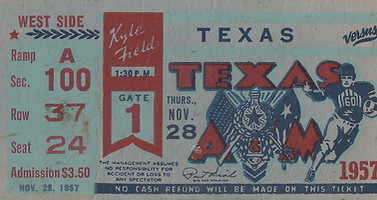 WEST SIDE
Ramp A
Sec. 100
Row 37
Seat 24
Admission $3.50
NOV. 28, 1957
Kyle Field
1:30 P.M.
GATE
1
THE MANAGEMENT ASSUMES
NO RESPONSIBILITY FOR
ACCIDENT OR LOSS TO
ANY SPECTATOR
TEXAS
versus
TEXAS
A&M
THURS.,
NOV.
28
1957
NO CASH REFUND WILL BE MADE ON THIS TICKET